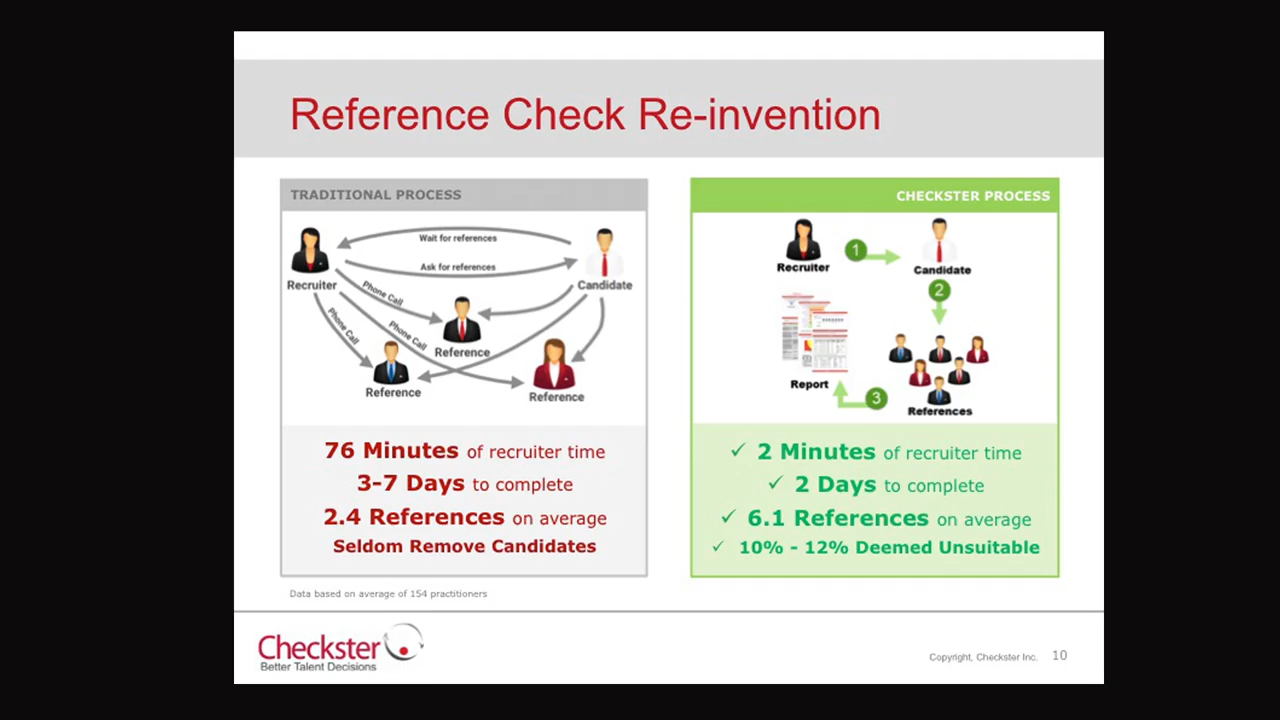 Reference Check Re-invention
TRADITIONAL PROCESS
Wait for references
Ask for references
Recruiter
Candidate
Phone Call
Phone Call
Phone Call
Reference
Reference
Reference
76 Minutes of recruiter time
3-7 Days to complete
2.4 References on average
Seldom Remove Candidates
CHECKSTER PROCESS
1
Recruiter
Candidate
2
Report
3
References
✓ 2 Minutes of recruiter time
✓ 2 Days to complete
✓ 6.1 References on average
✓ 10% - 12% Deemed Unsuitable
Data based on average of 154 practitioners
Checkster
Better Talent Decisions
Copyright, Checkster Inc. 10